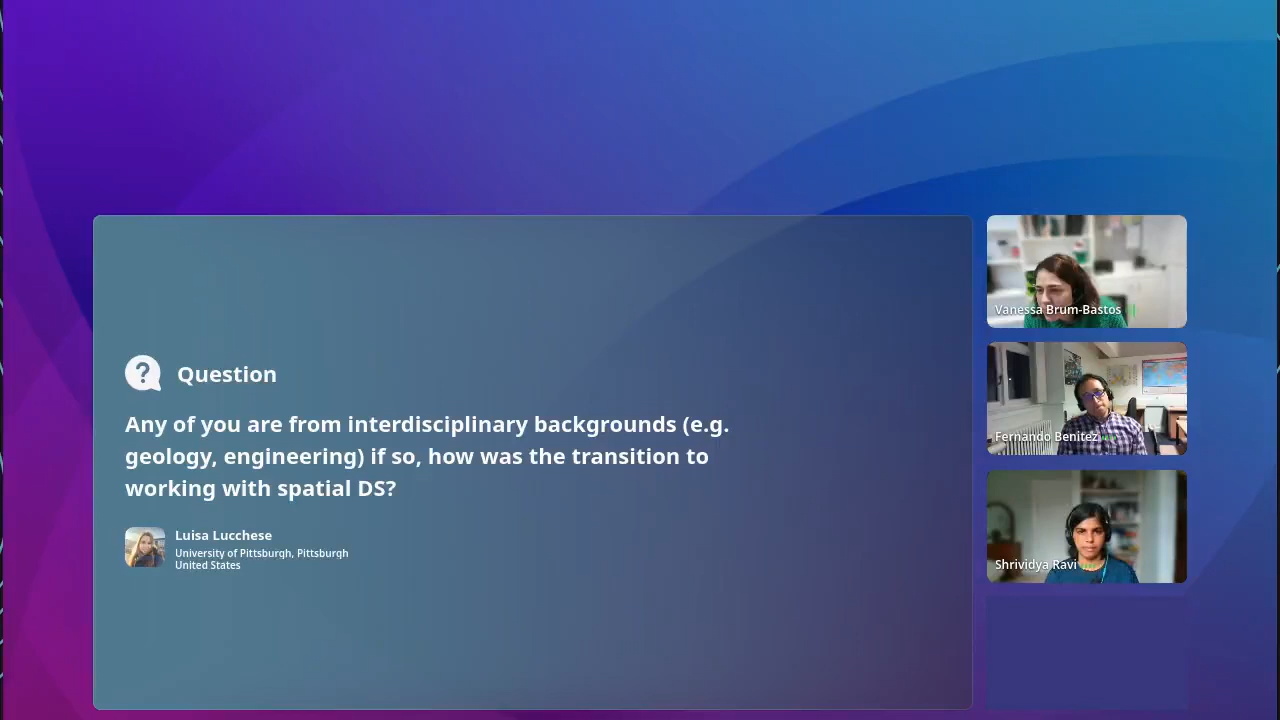 Question
Any of you are from interdisciplinary backgrounds (e.g.
geology, engineering) if so, how was the transition to
working with spatial DS?
Luisa Lucchese
University of Pittsburgh, Pittsburgh
United States
Vanessa Brum-Bastos
Fernando Benitez
Shrividya Ravi